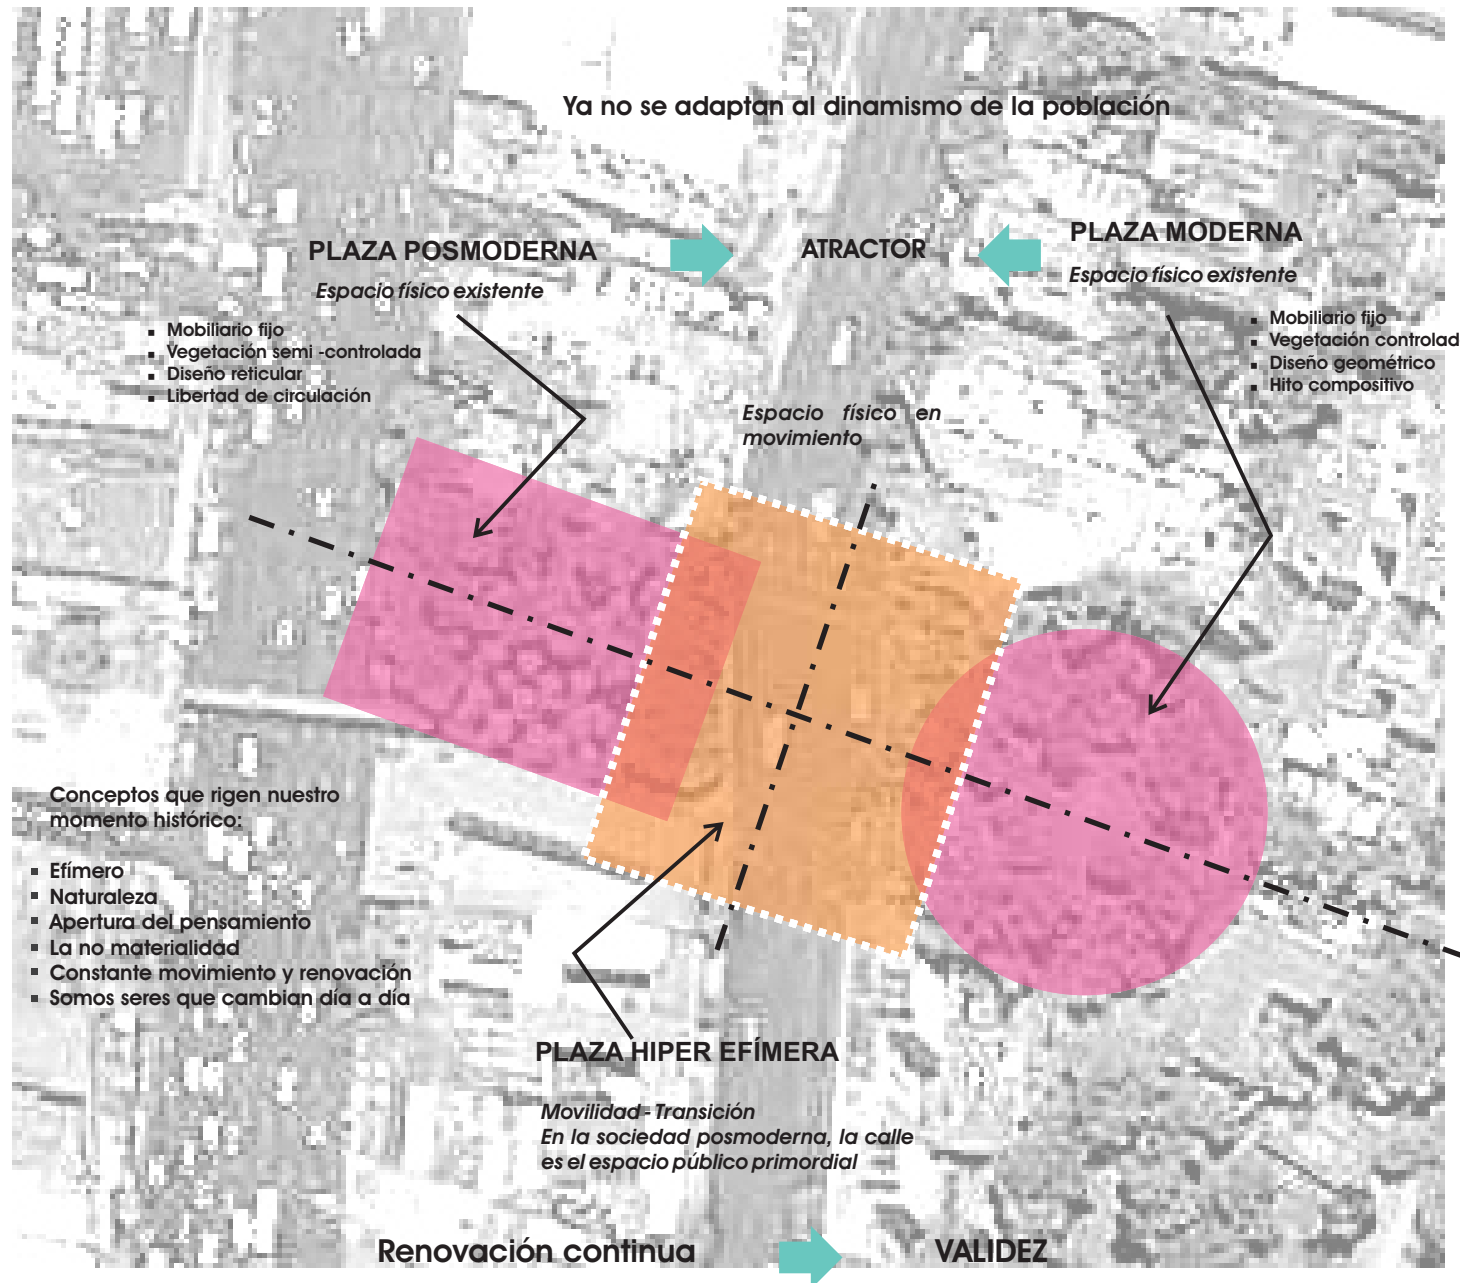 Ya no se adaptan al dinamismo de la población
PLAZA POSMODERNA
Espacio físico existente
▪ Mobiliario fijo
▪ Vegetación semi -controlada
▪ Diseño reticular
▪ Libertad de circulación
ATRACTOR
PLAZA MODERNA
Espacio físico existente
▪ Mobiliario fijo
▪ Vegetación controlad
▪ Diseño geométrico
▪ Hito compositivo
Espacio físico en
movimiento
Conceptos que rigen nuestro
momento histórico:
▪ Efímero
▪ Naturaleza
▪ Apertura del pensamiento
▪ La no materialidad
▪ Constante movimiento y renovación
▪ Somos seres que cambian día a día
PLAZA HIPER EFÍMERA
Movilidad - Transición
En la sociedad posmoderna, la calle
es el espacio público primordial
Renovación continua
VALIDEZ